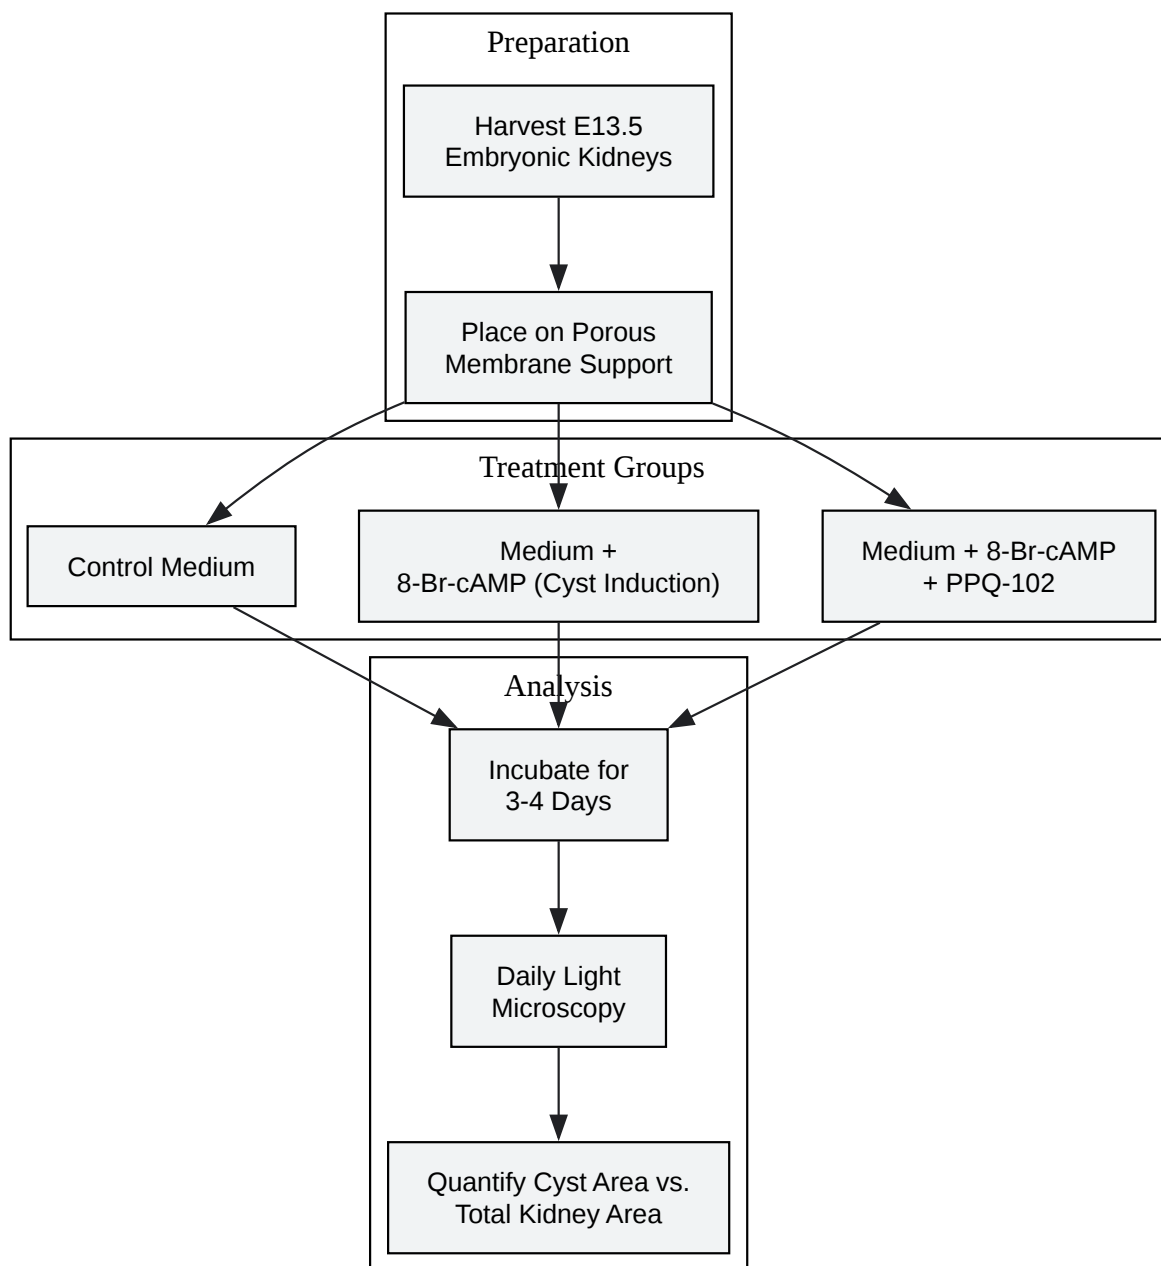 Preparation
Harvest E13.5
Embryonic Kidneys
Place on Porous
Membrane Support
Treatment Groups
Control Medium
Medium +
8-Br-cAMP (Cyst Induction)
Medium + 8-Br-cAMP
+ PPQ-102
Analysis
Incubate for
3-4 Days
Daily Light
Microscopy
Quantify Cyst Area vs.
Total Kidney Area